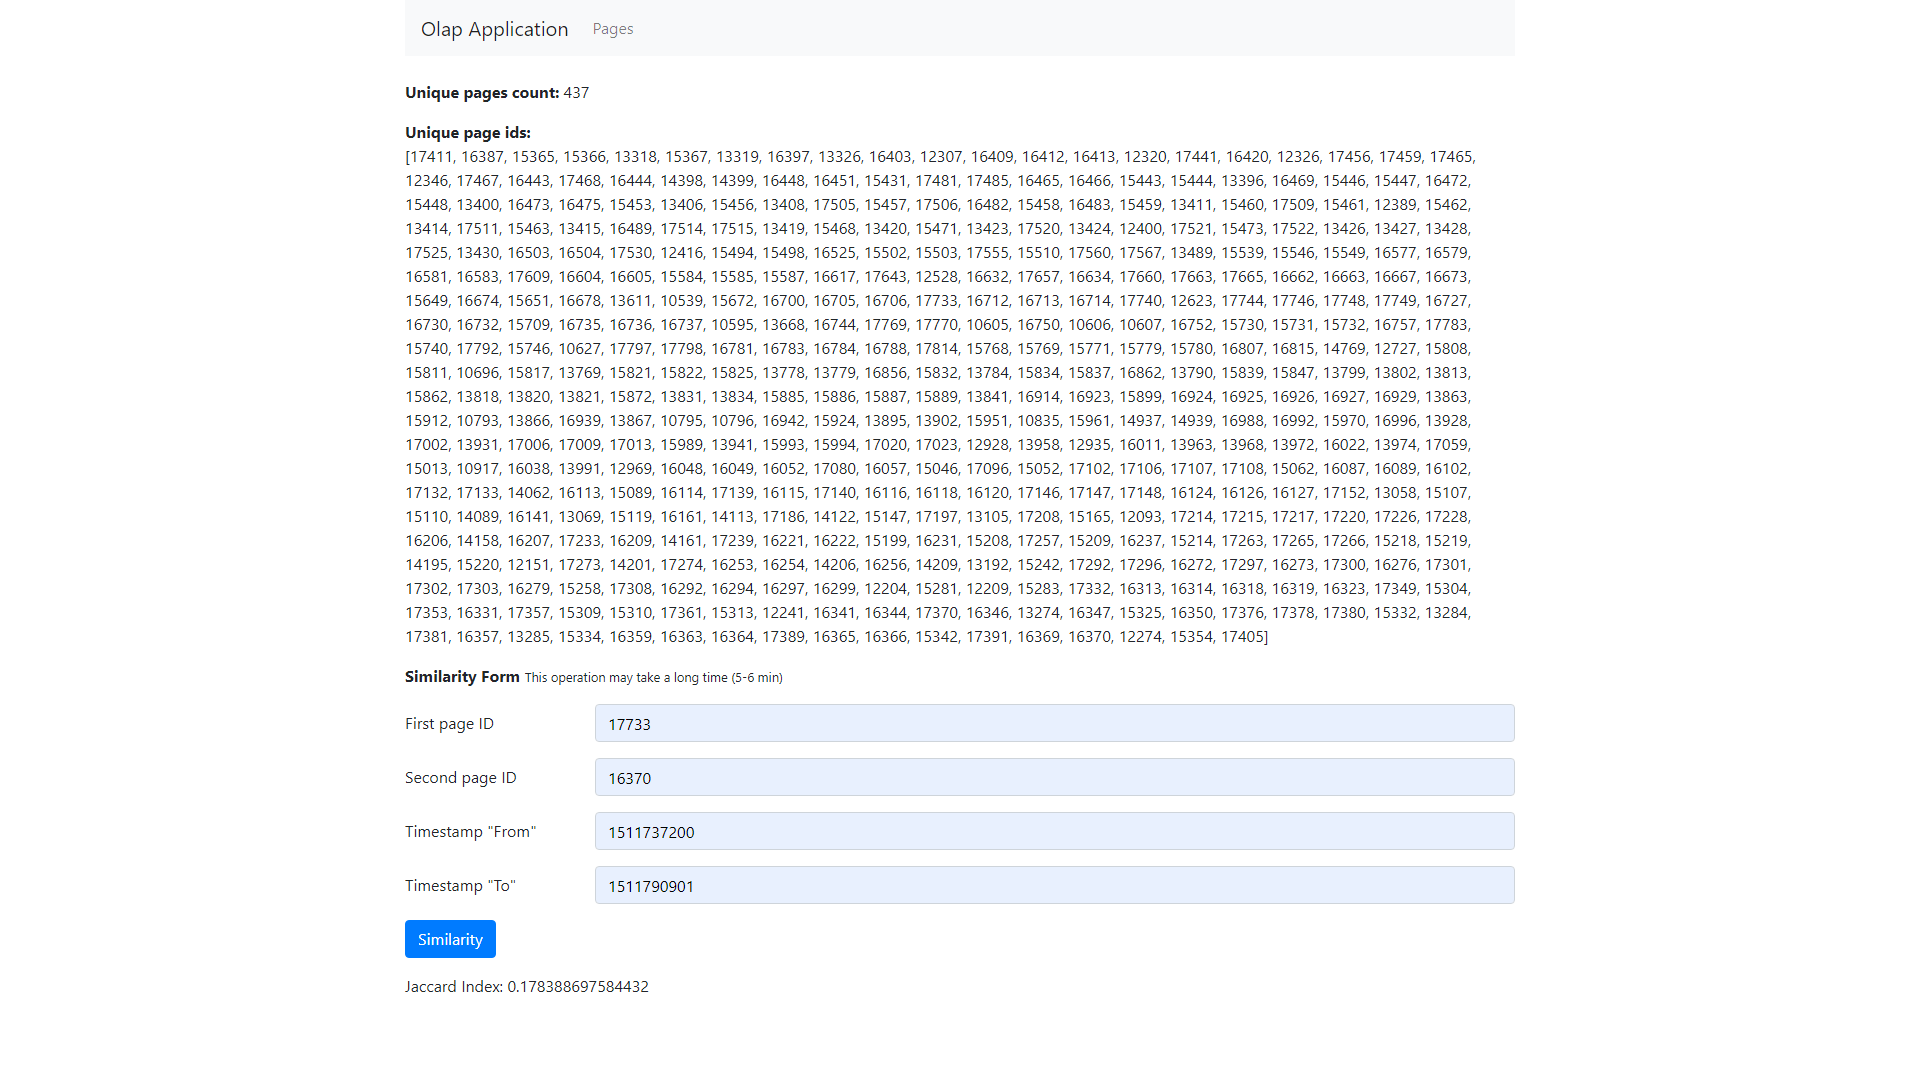 Olap Application Pages
Unique pages count: 437
Unique page ids:
[17411, 16387, 15365, 15366, 13318, 15367, 13319, 16397, 13326, 16403, 12307, 16409, 16412, 16413, 12320, 17441, 16420, 12326, 17456, 17459, 17465,
12346, 17467, 16443, 17468, 16444, 14398, 14399, 16448, 16451, 15431, 17481, 17485, 16465, 16466, 15443, 15444, 13396, 16469, 15446, 15447, 16472,
15448, 13400, 16473, 16475, 15453, 13406, 15456, 13408, 17505, 15457, 17506, 16482, 15458, 16483, 15459, 13411, 15460, 17509, 15461, 12389, 15462,
13414, 17511, 15463, 13415, 16489, 17514, 17515, 13419, 15468, 13420, 15471, 13423, 17520, 13424, 12400, 17521, 15473, 17522, 13426, 13427, 13428,
17525, 13430, 16503, 16504, 17530, 12416, 15494, 15498, 16525, 15502, 15503, 17555, 15510, 17560, 17567, 13489, 15539, 15546, 15549, 16577, 16579,
16581, 16583, 17609, 16604, 16605, 15584, 15585, 15587, 16617, 17643, 12528, 16632, 17657, 16634, 17660, 17663, 17665, 16662, 16663, 16667, 16673,
15649, 16674, 15651, 16678, 13611, 10539, 15672, 16700, 16705, 16706, 17733, 16712, 16713, 16714, 17740, 12623, 17744, 17746, 17748, 17749, 16727,
16730, 16732, 15709, 16735, 16736, 16737, 10595, 13668, 16744, 17769, 17770, 10605, 16750, 10606, 10607, 16752, 15730, 15731, 15732, 16757, 17783,
15740, 17792, 15746, 10627, 17797, 17798, 16781, 16783, 16784, 16788, 17814, 15768, 15769, 15771, 15779, 15780, 16807, 16815, 14769, 12727, 15808,
15811, 10696, 15817, 13769, 15821, 15822, 15825, 13778, 13779, 16856, 15832, 13784, 15834, 15837, 16862, 13790, 15839, 15847, 13799, 13802, 13813,
15862, 13818, 13820, 13821, 15872, 13831, 13834, 15885, 15886, 15887, 15889, 13841, 16914, 16923, 15899, 16924, 16925, 16926, 16927, 16929, 13863,
15912, 10793, 13866, 16939, 13867, 10795, 10796, 16942, 15924, 13895, 13902, 15951, 10835, 15961, 14937, 14939, 16988, 16992, 15970, 16996, 13928,
17002, 13931, 17006, 17009, 17013, 15989, 13941, 15993, 15994, 17020, 17023, 12928, 13958, 12935, 16011, 13963, 13968, 13972, 16022, 13974, 17059,
15013, 10917, 16038, 13991, 12969, 16048, 16049, 16052, 17080, 16057, 15046, 17096, 15052, 17102, 17106, 17107, 17108, 15062, 16087, 16089, 16102,
17132, 17133, 14062, 16113, 15089, 16114, 17139, 16115, 17140, 16116, 16118, 16120, 17146, 17147, 17148, 16124, 16126, 16127, 17152, 13058, 15107,
15110, 14089, 16141, 13069, 15119, 16161, 14113, 17186, 14122, 15147, 17197, 13105, 17208, 15165, 12093, 17214, 17215, 17217, 17220, 17226, 17228,
16206, 14158, 16207, 17233, 16209, 14161, 17239, 16221, 16222, 15199, 16231, 15208, 17257, 15209, 16237, 15214, 17263, 17265, 17266, 15218, 15219,
14195, 15220, 12151, 17273, 14201, 17274, 16253, 16254, 14206, 16256, 14209, 13192, 15242, 17292, 17296, 16272, 17297, 16273, 17300, 16276, 17301,
17302, 17303, 16279, 15258, 17308, 16292, 16294, 16297, 16299, 12204, 15281, 12209, 15283, 17332, 16313, 16314, 16318, 16319, 16323, 17349, 15304,
17353, 16331, 17357, 15309, 15310, 17361, 15313, 12241, 16341, 16344, 17370, 16346, 13274, 16347, 15325, 16350, 17376, 17378, 17380, 15332, 13284,
17381, 16357, 13285, 15334, 16359, 16363, 16364, 17389, 16365, 16366, 15342, 17391, 16369, 16370, 12274, 15354, 17405]
Similarity Form This operation may take a long time (5-6 min)
First page ID 17733
Second page ID 16370
Timestamp "From" 1511737200
Timestamp "To" 1511790901
Similarity
Jaccard Index: 0.178388697584432